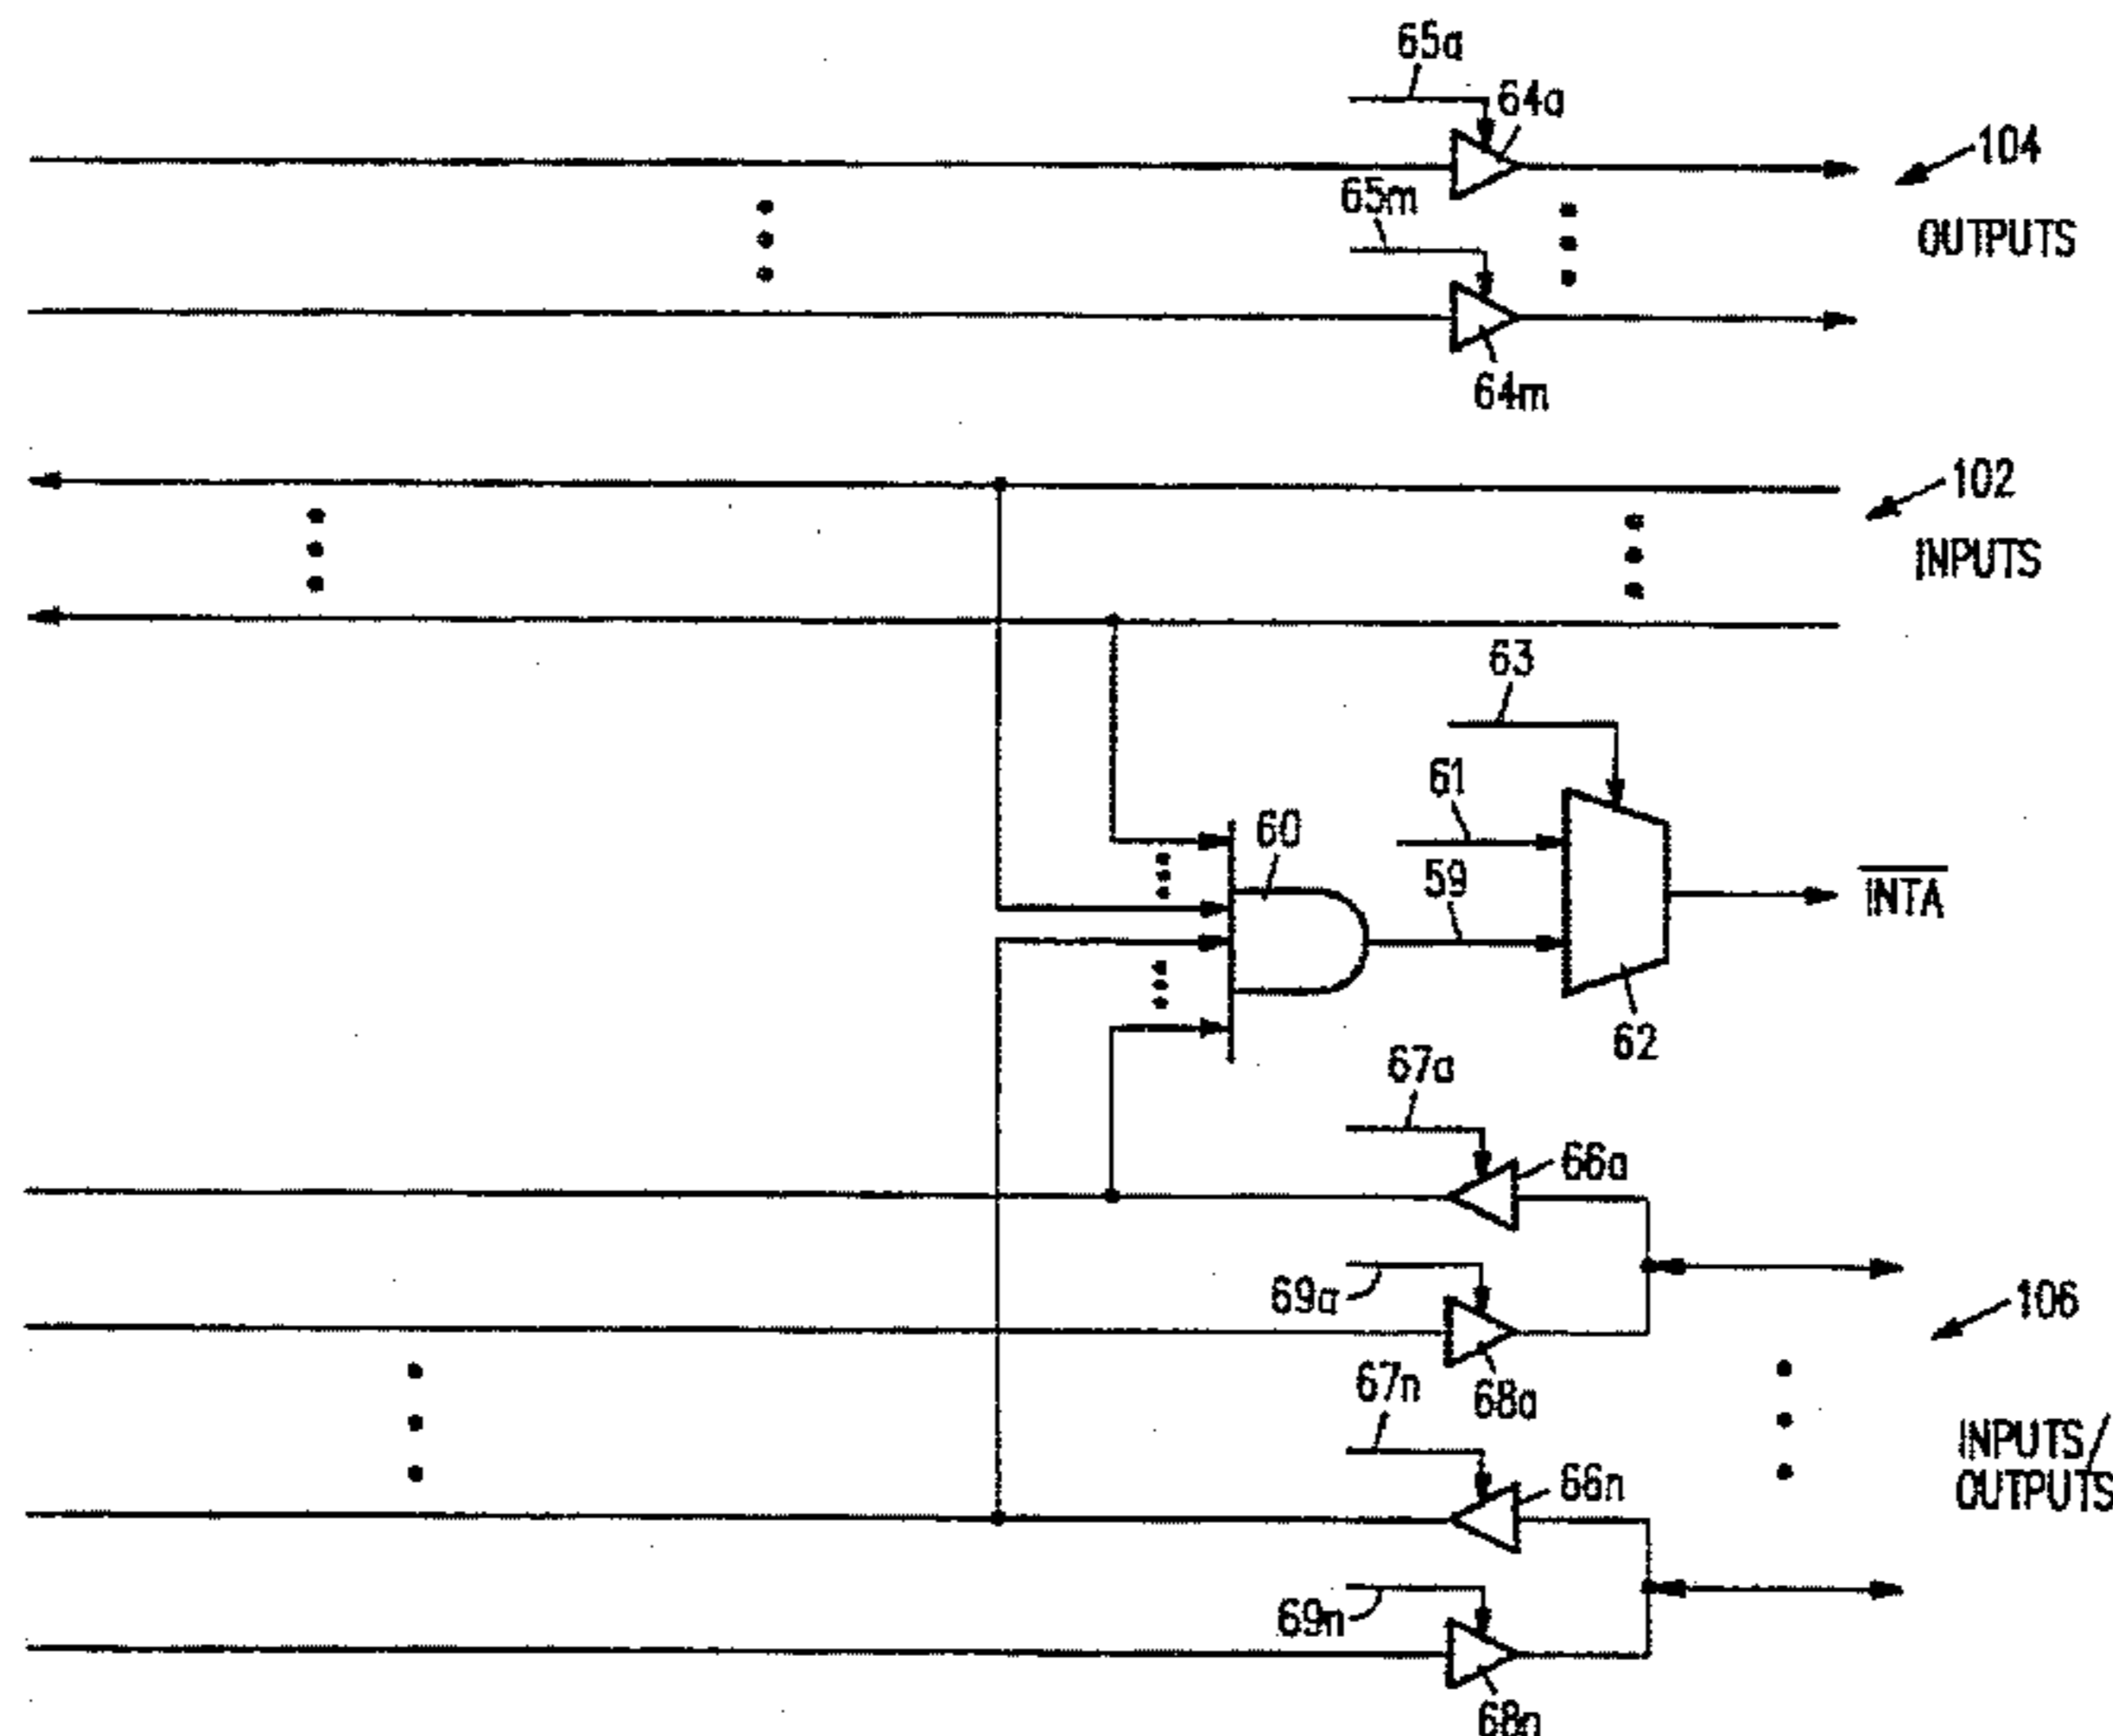 65a
64a
104
OUTPUTS
65m
64m
102
INPUTS
63
61
60
59
INTA
62
67a
66a
69a
106
68a
67n
INPUTS/
OUTPUTS
66n
69n
68n